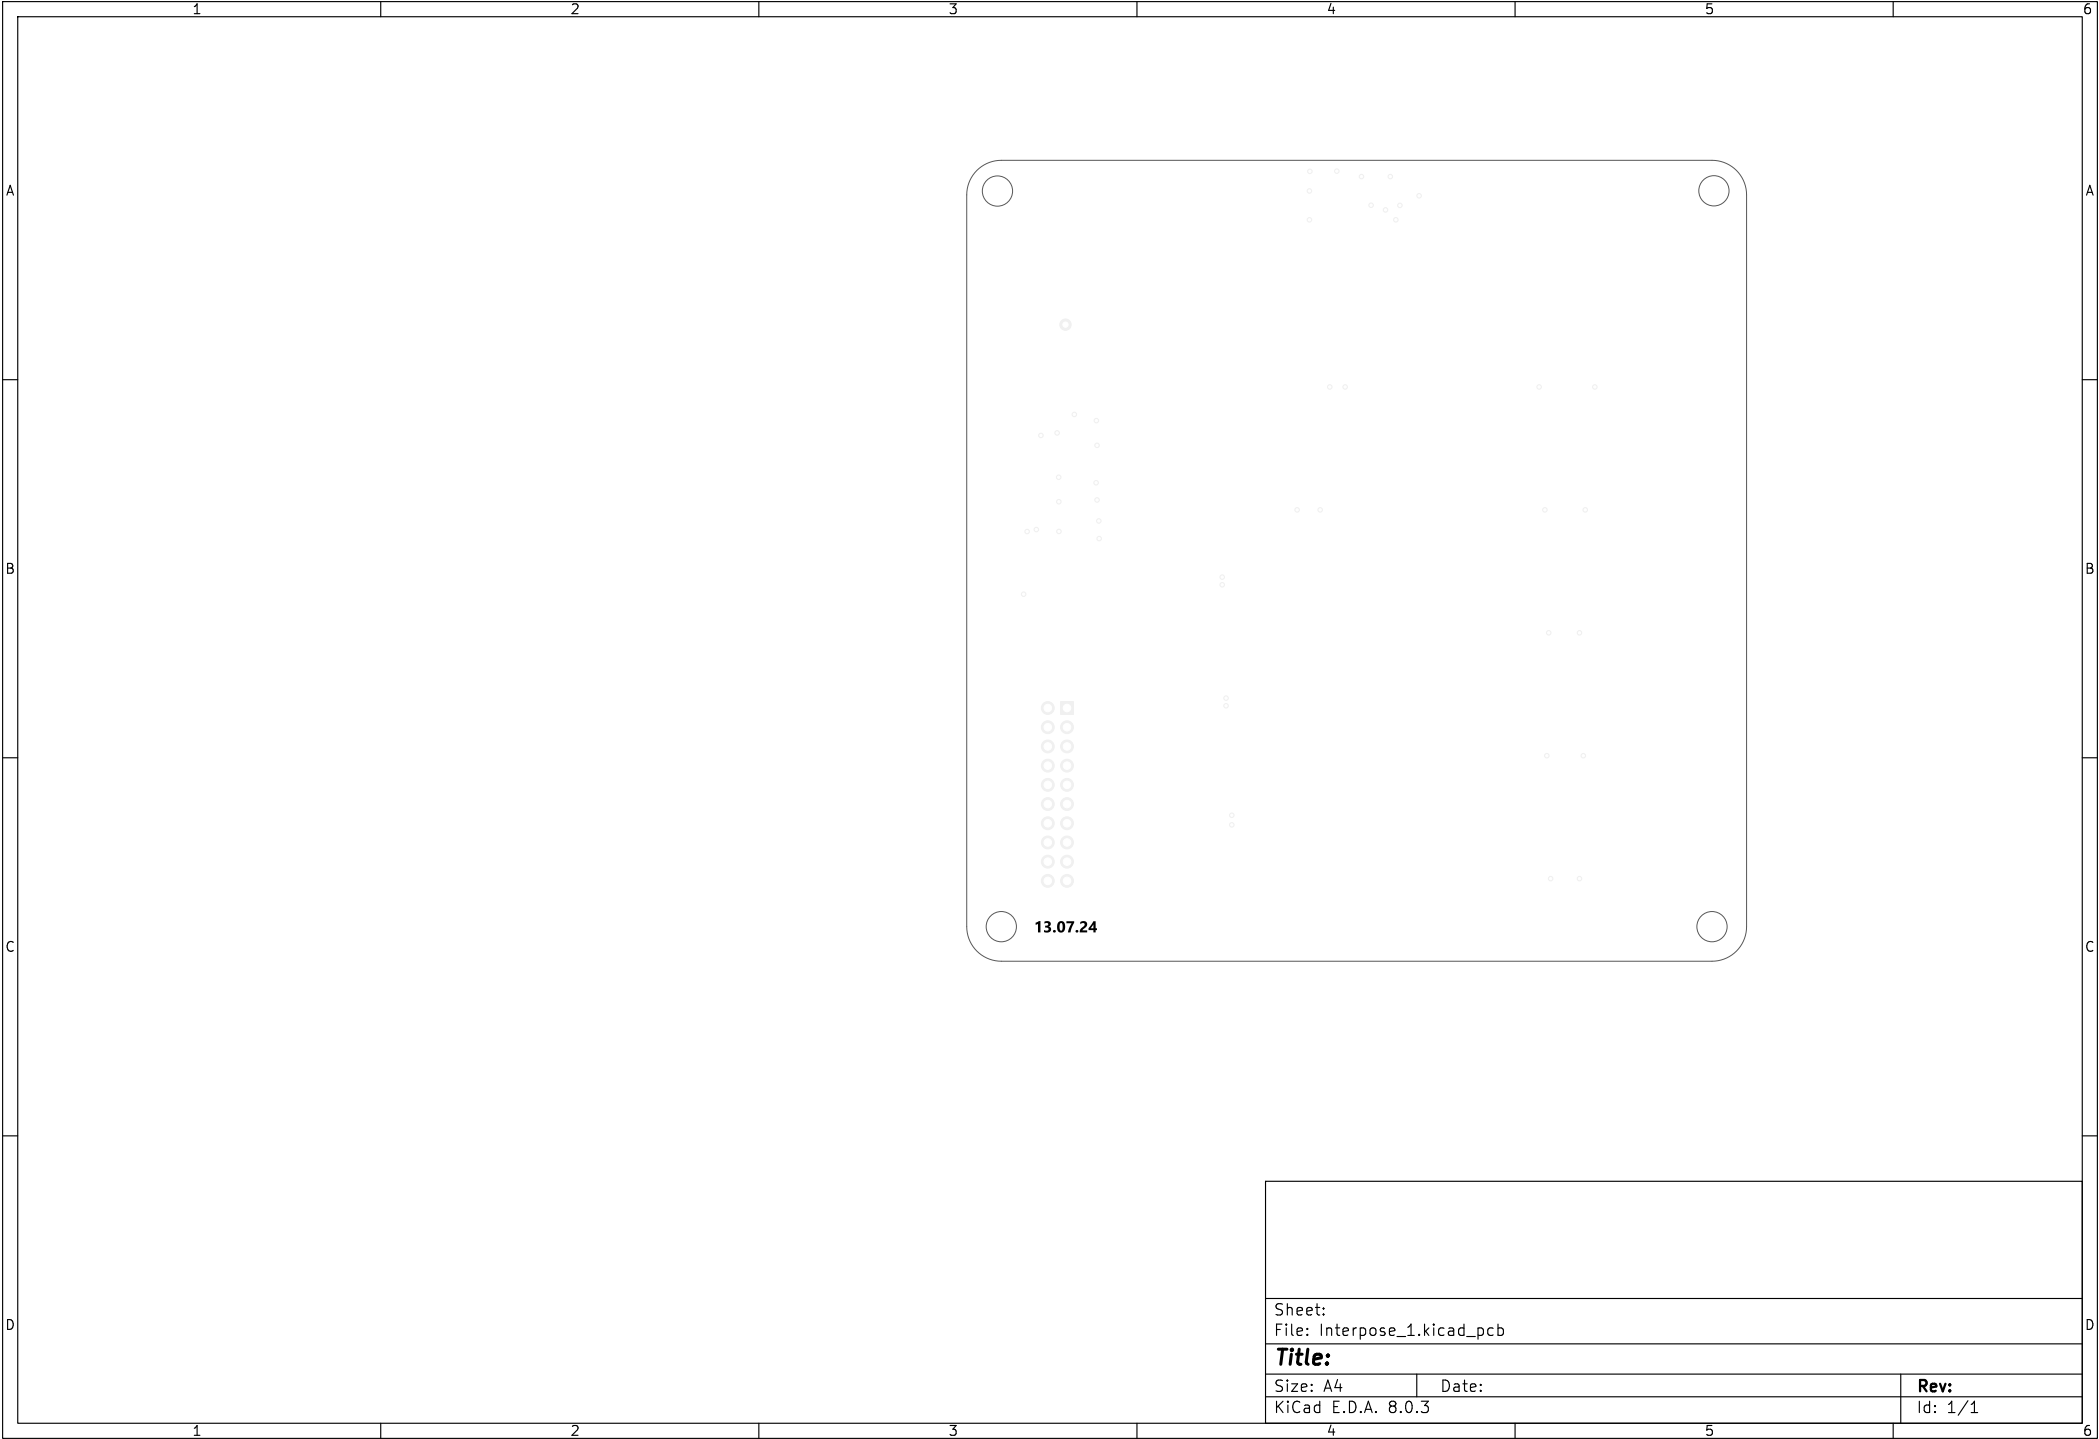 1 2 3 4 5 6
A A
B B
13.07.24
C C
Sheet:
File: Interpose_1.kicad_pcb
D D
Title:
Size: A4 Date: Rev:
KiCad E.D.A. 8.0.3 Id: 1/1
1 2 3 4 5 6